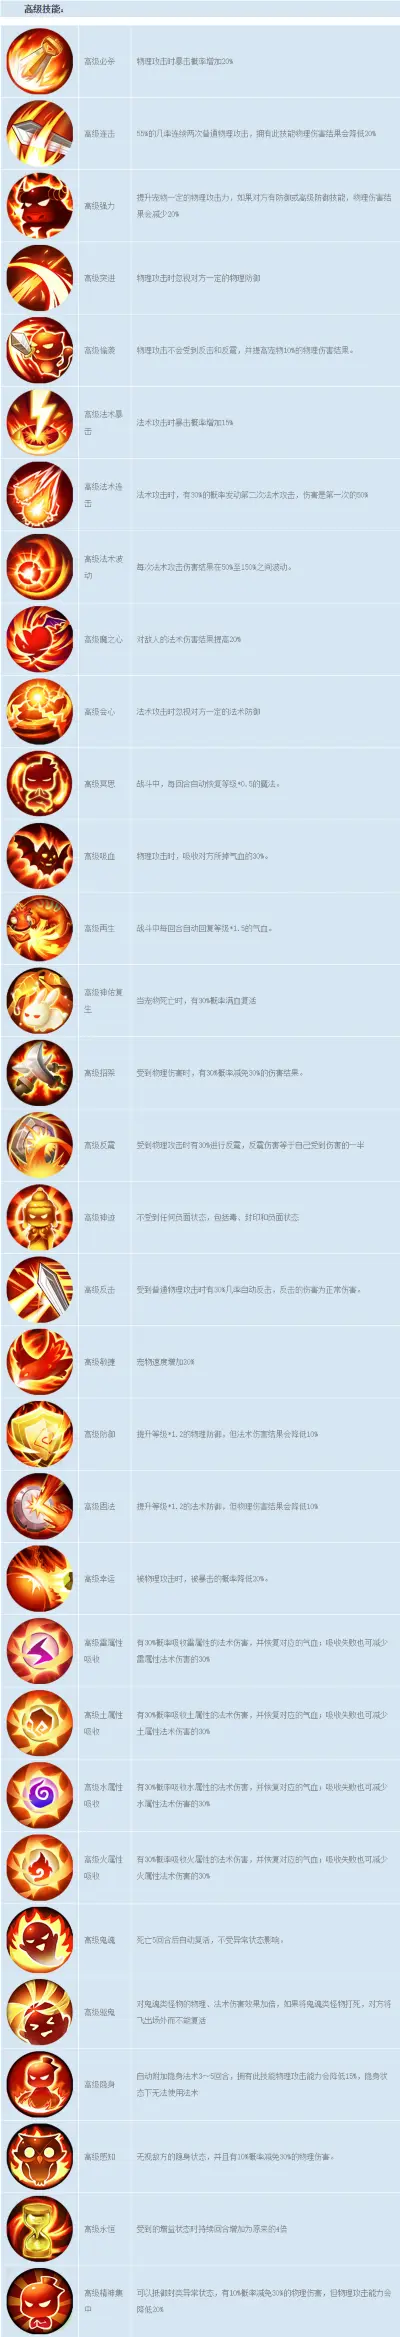 高级技能：
高级必杀
物理攻击时暴击概率增加20%
高级连击
55%的几率连续两次普通物理攻击，拥有此技能物理伤害结果会降低30%
高级强力
提升宠物一定的物理攻击力，如果对方有防御或高级防御技能，物理伤害结
果会减少20%
高级突进
物理攻击时忽视对方一定的物理防御
高级偷袭
物理攻击不会受到反击和反震，并提高宠物10%的物理伤害结果。
高级法术暴
击
法术攻击时暴击概率增加15%
高级法术连
击
法术攻击时，有30%的概率发动第二次法术攻击，伤害是第一次的50%
高级法术波
动
每次法术攻击伤害结果在50%至150%之间波动。
高级魔之心
对敌人的法术伤害结果提高20%
高级会心
法术攻击时忽视对方一定的法术防御
高级冥思
战斗中，每回合自动恢复等级*0.5的魔法。
高级吸血
物理攻击时，吸收对方所掉气血的30%。
高级再生
战斗中每回合自动回复等级*1.5的气血。
高级神佑复
生
当宠物死亡时，有30%概率满血复活
高级招架
受到物理伤害时，有30%概率减免30%的伤害结果。
高级反震
受到物理攻击时有30%进行反震，反震伤害等于自己受到伤害的一半
高级神迹
不受到任何负面状态，包括毒、封印和负面状态
高级反击
受到普通物理攻击时有30%几率自动反击，反击的伤害为正常伤害。
高级敏捷
宠物速度增加20%
高级防御
提升等级*1.2的物理防御，但法术伤害结果会降低10%
高级固法
提升等级*1.2的法术防御，但物理伤害结果会降低10%
高级幸运
被物理攻击时，被暴击的概率降低20%。
高级雷属性
吸收
有30%概率吸收雷属性的法术伤害，并恢复对应的气血；吸收失败也可减少
雷属性法术伤害的30%
高级土属性
吸收
有30%概率吸收土属性的法术伤害，并恢复对应的气血；吸收失败也可减少
土属性法术伤害的30%
高级水属性
吸收
有30%概率吸收水属性的法术伤害，并恢复对应的气血；吸收失败也可减少
水属性法术伤害的30%
高级火属性
吸收
有30%概率吸收火属性的法术伤害，并恢复对应的气血；吸收失败也可减少
火属性法术伤害的30%
高级鬼魂
死亡5回合后自动复活，不受异常状态影响。
高级驱鬼
对鬼魂类怪物的物理、法术伤害效果加倍，如果将鬼魂类怪物打死，对方将
飞出场外而不能复活
高级隐身
自动附加隐身法术3～5回合，拥有此技能物理攻击能力会降低15%，隐身状
态下无法使用法术
高级感知
无视敌方的隐身状态，并且有10%概率减免30%的物理伤害。
高级永恒
受到的增益状态时持续回合增加为原来的4倍
高级精神集
中
可以抵御封类异常状态，有10%概率减免30%的物理伤害，但物理攻击能力会
降低20%